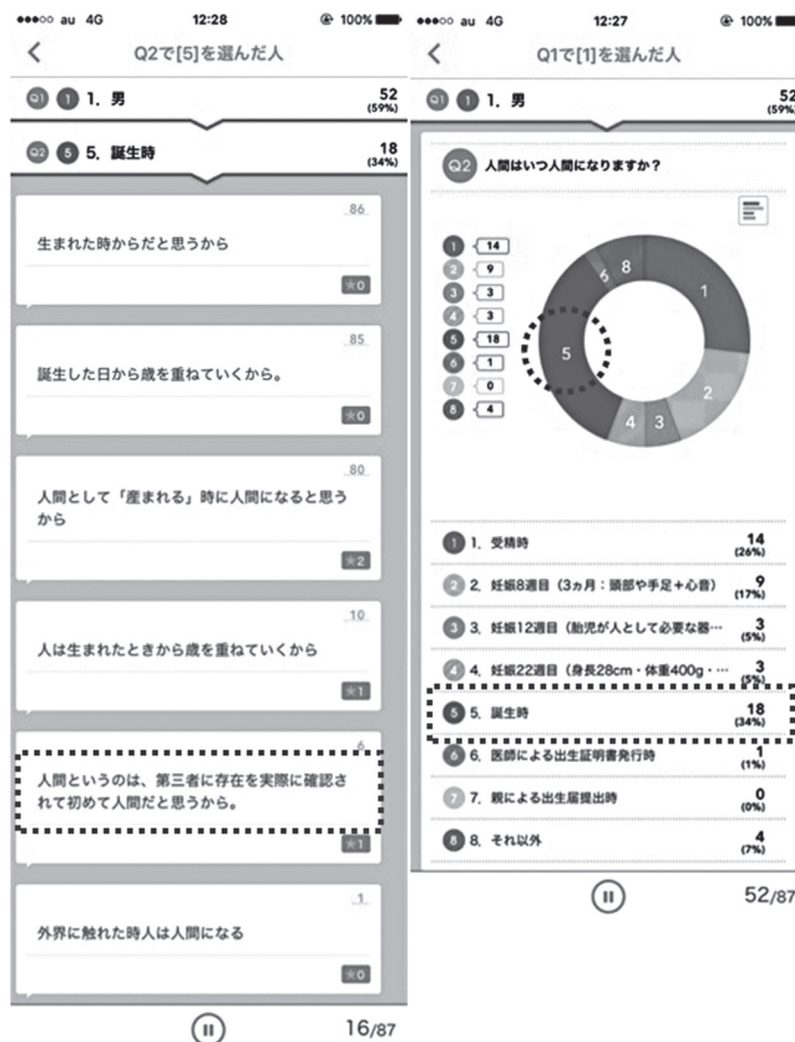 au 4G 12:28 100%
Q2で[5]を選んだ人
Q1 1 1. 男 52
(59%)
Q2 5 5. 誕生時 18
(34%)
86
生まれた時からだと思うから
★0
85
誕生した日から歳を重ねていくから。
★0
80
人間として「産まれる」時に人間になると思う
から
★2
10
人は生まれたときから歳を重ねていくから
★1
6
人間というのは、第三者に存在を実際に確認さ
れて初めて人間だと思うから。
★1
1
外界に触れた時人は人間になる
★0
16/87
au 4G 12:27 100%
Q1で[1]を選んだ人
Q1 1 1. 男 52
(59%)
Q2 人間はいつ人間になりますか？
1 14
2 9
3 3
4 3
5 18
6 1
7 0
8 4
1
2
3
4
5
6
8
1 1. 受精時 14
(26%)
2 2. 妊娠8週目（3ヵ月：頭部や手足＋心音） 9
(17%)
3 3. 妊娠12週目（胎児が人として必要な器… 3
(5%)
4 4. 妊娠22週目（身長28cm・体重400g・… 3
(5%)
5 5. 誕生時 18
(34%)
6 6. 医師による出生証明書発行時 1
(1%)
7 7. 親による出生届提出時 0
(0%)
8 8. それ以外 4
(7%)
52/87